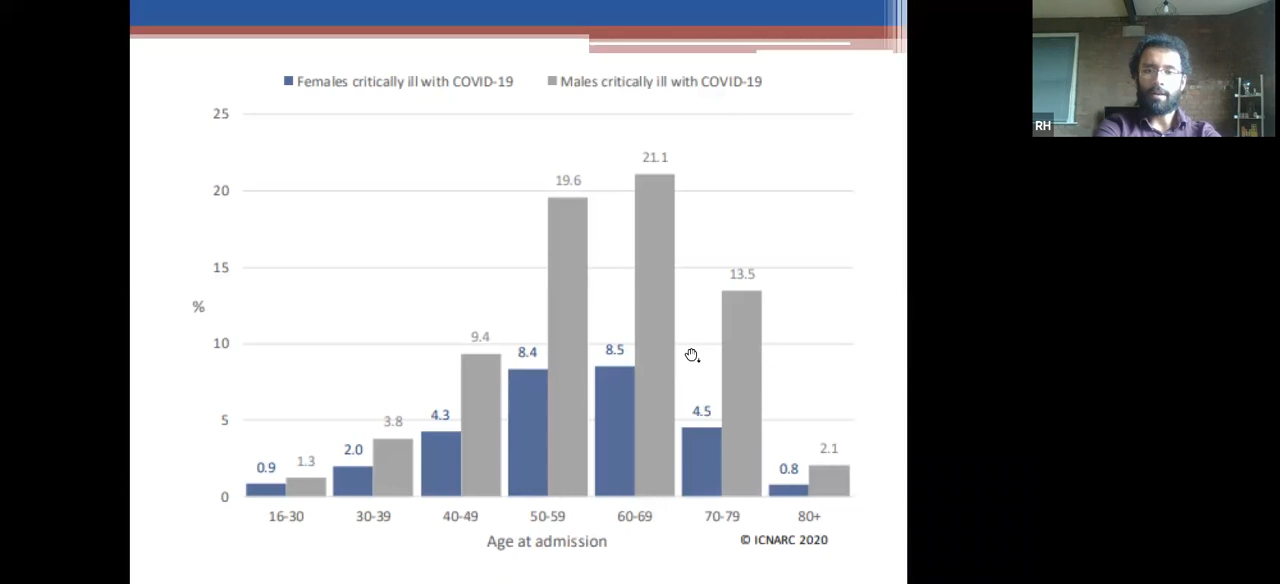 Females critically ill with COVID-19 Males critically ill with COVID-19
25
21.1
19.6
20
15
13.5
%
9.4
10
8.4 8.5
4.3 4.5
5
3.8
2.0 2.1
0.9 1.3 0.8
0
16-30 30-39 40-49 50-59 60-69 70-79 80+
Age at admission
© ICNARC 2020
RH